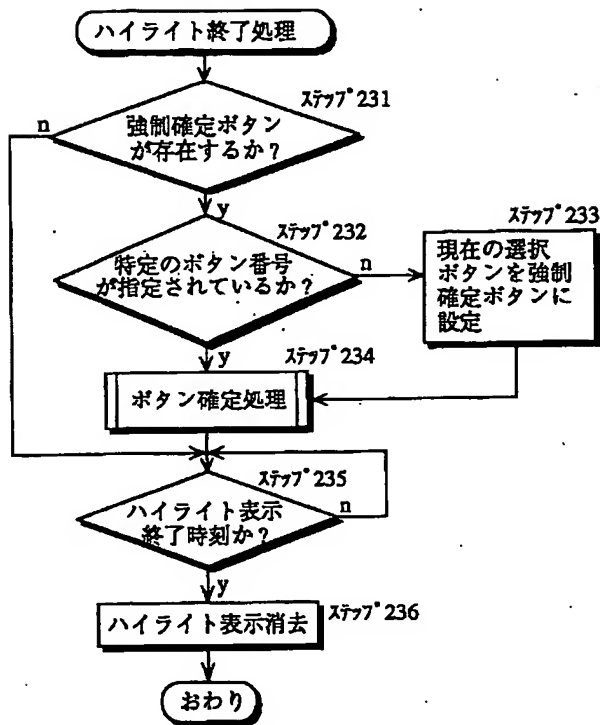 ハイライト終了処理
ステップ231
強制確定ボタン
が存在するか？
n
y
ステップ232
特定のボタン番号
が指定されているか？
n
y
ステップ233
現在の選択
ボタンを強制
確定ボタンに
設定
ステップ234
ボタン確定処理
ステップ235
ハイライト表示
終了時刻か？
n
y
ステップ236
ハイライト表示消去
おわり